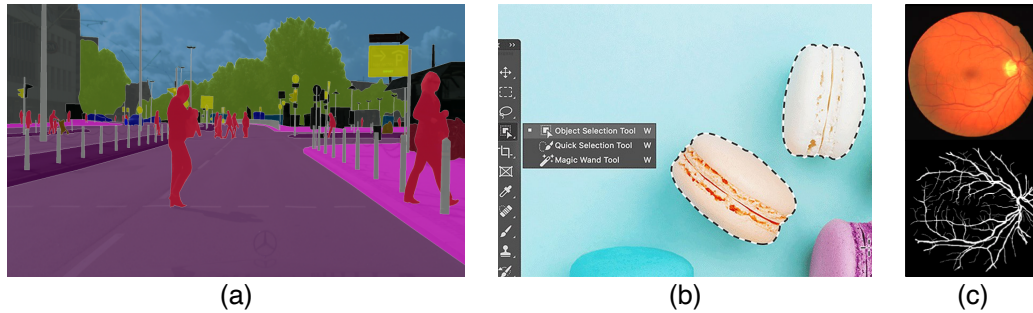 Object Selection Tool W
Quick Selection Tool W
Magic Wand Tool W
(a)
(b)
(c)